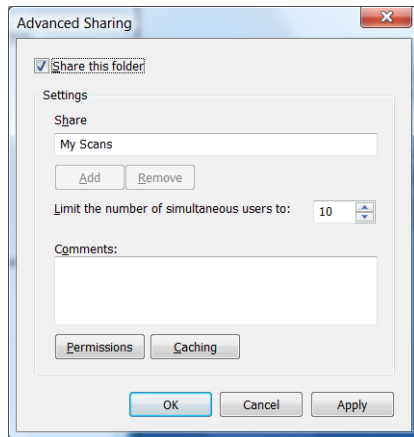 Advanced Sharing
Share this folder
Settings
Share
My Scans
Add Remove
Limit the number of simultaneous users to: 10
Comments:
Permissions Caching
OK Cancel Apply